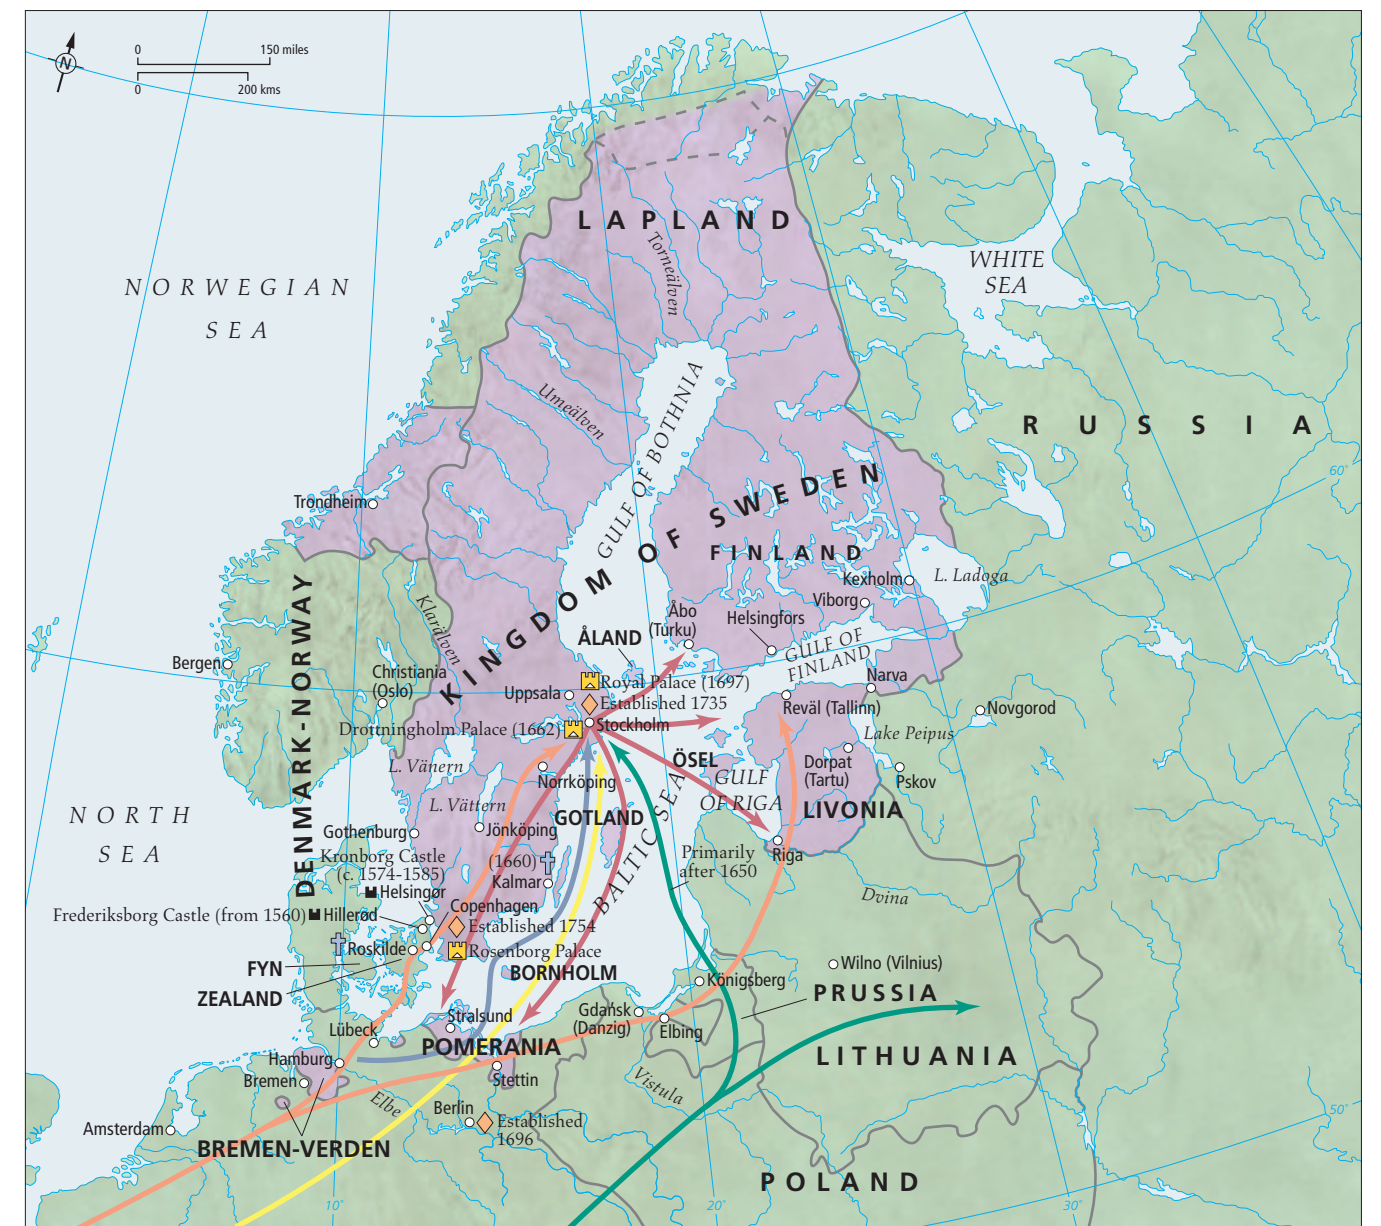 N
0
150 miles
0
200 kms
LAPLAND
Torneälven
NORWEGIAN
SEA
WHITE
SEA
RUSSIA
Umeälven
GULF OF BOTHNIA
60°
KINGDOM OF SWEDEN
Trondheim
FINLAND
Kexholm
L. Ladoga
Viborg
Åbo
(Turku)
Helsingfors
GULF OF
FINLAND
ÅLAND
Klarälven
DENMARK-NORWAY
Bergen
Christiania
(Oslo)
Uppsala
Royal Palace (1697)
Established 1735
Narva
Reväl (Tallinn)
Novgorod
Drottningholm Palace (1662)
Stockholm
Lake Peipus
L. Vänern
Norrköping
ÖSEL
GULF
OF RIGA
Dorpat
(Tartu)
Pskov
L. Vättern
GOTLAND
BALTIC SEA
LIVONIA
NORTH
SEA
Gothenburg
Jönköping
Kronborg Castle
(c. 1574-1585)
(1660)
Kalmar
Primarily
after 1650
Riga
Helsingør
Dvina
Frederiksborg Castle (from 1560)
Hillerød
Copenhagen
Established 1754
Roskilde
Rosenborg Palace
FYN
BORNHOLM
Wilno (Vilnius)
Königsberg
ZEALAND
PRUSSIA
Gdańsk
(Danzig)
Stralsund
Elbing
Lübeck
POMERANIA
LITHUANIA
Hamburg
Bremen
Stettin
Vistula
Elbe
Berlin
Established
1696
50°
Amsterdam
BREMEN-VERDEN
POLAND
10°
20°
30°